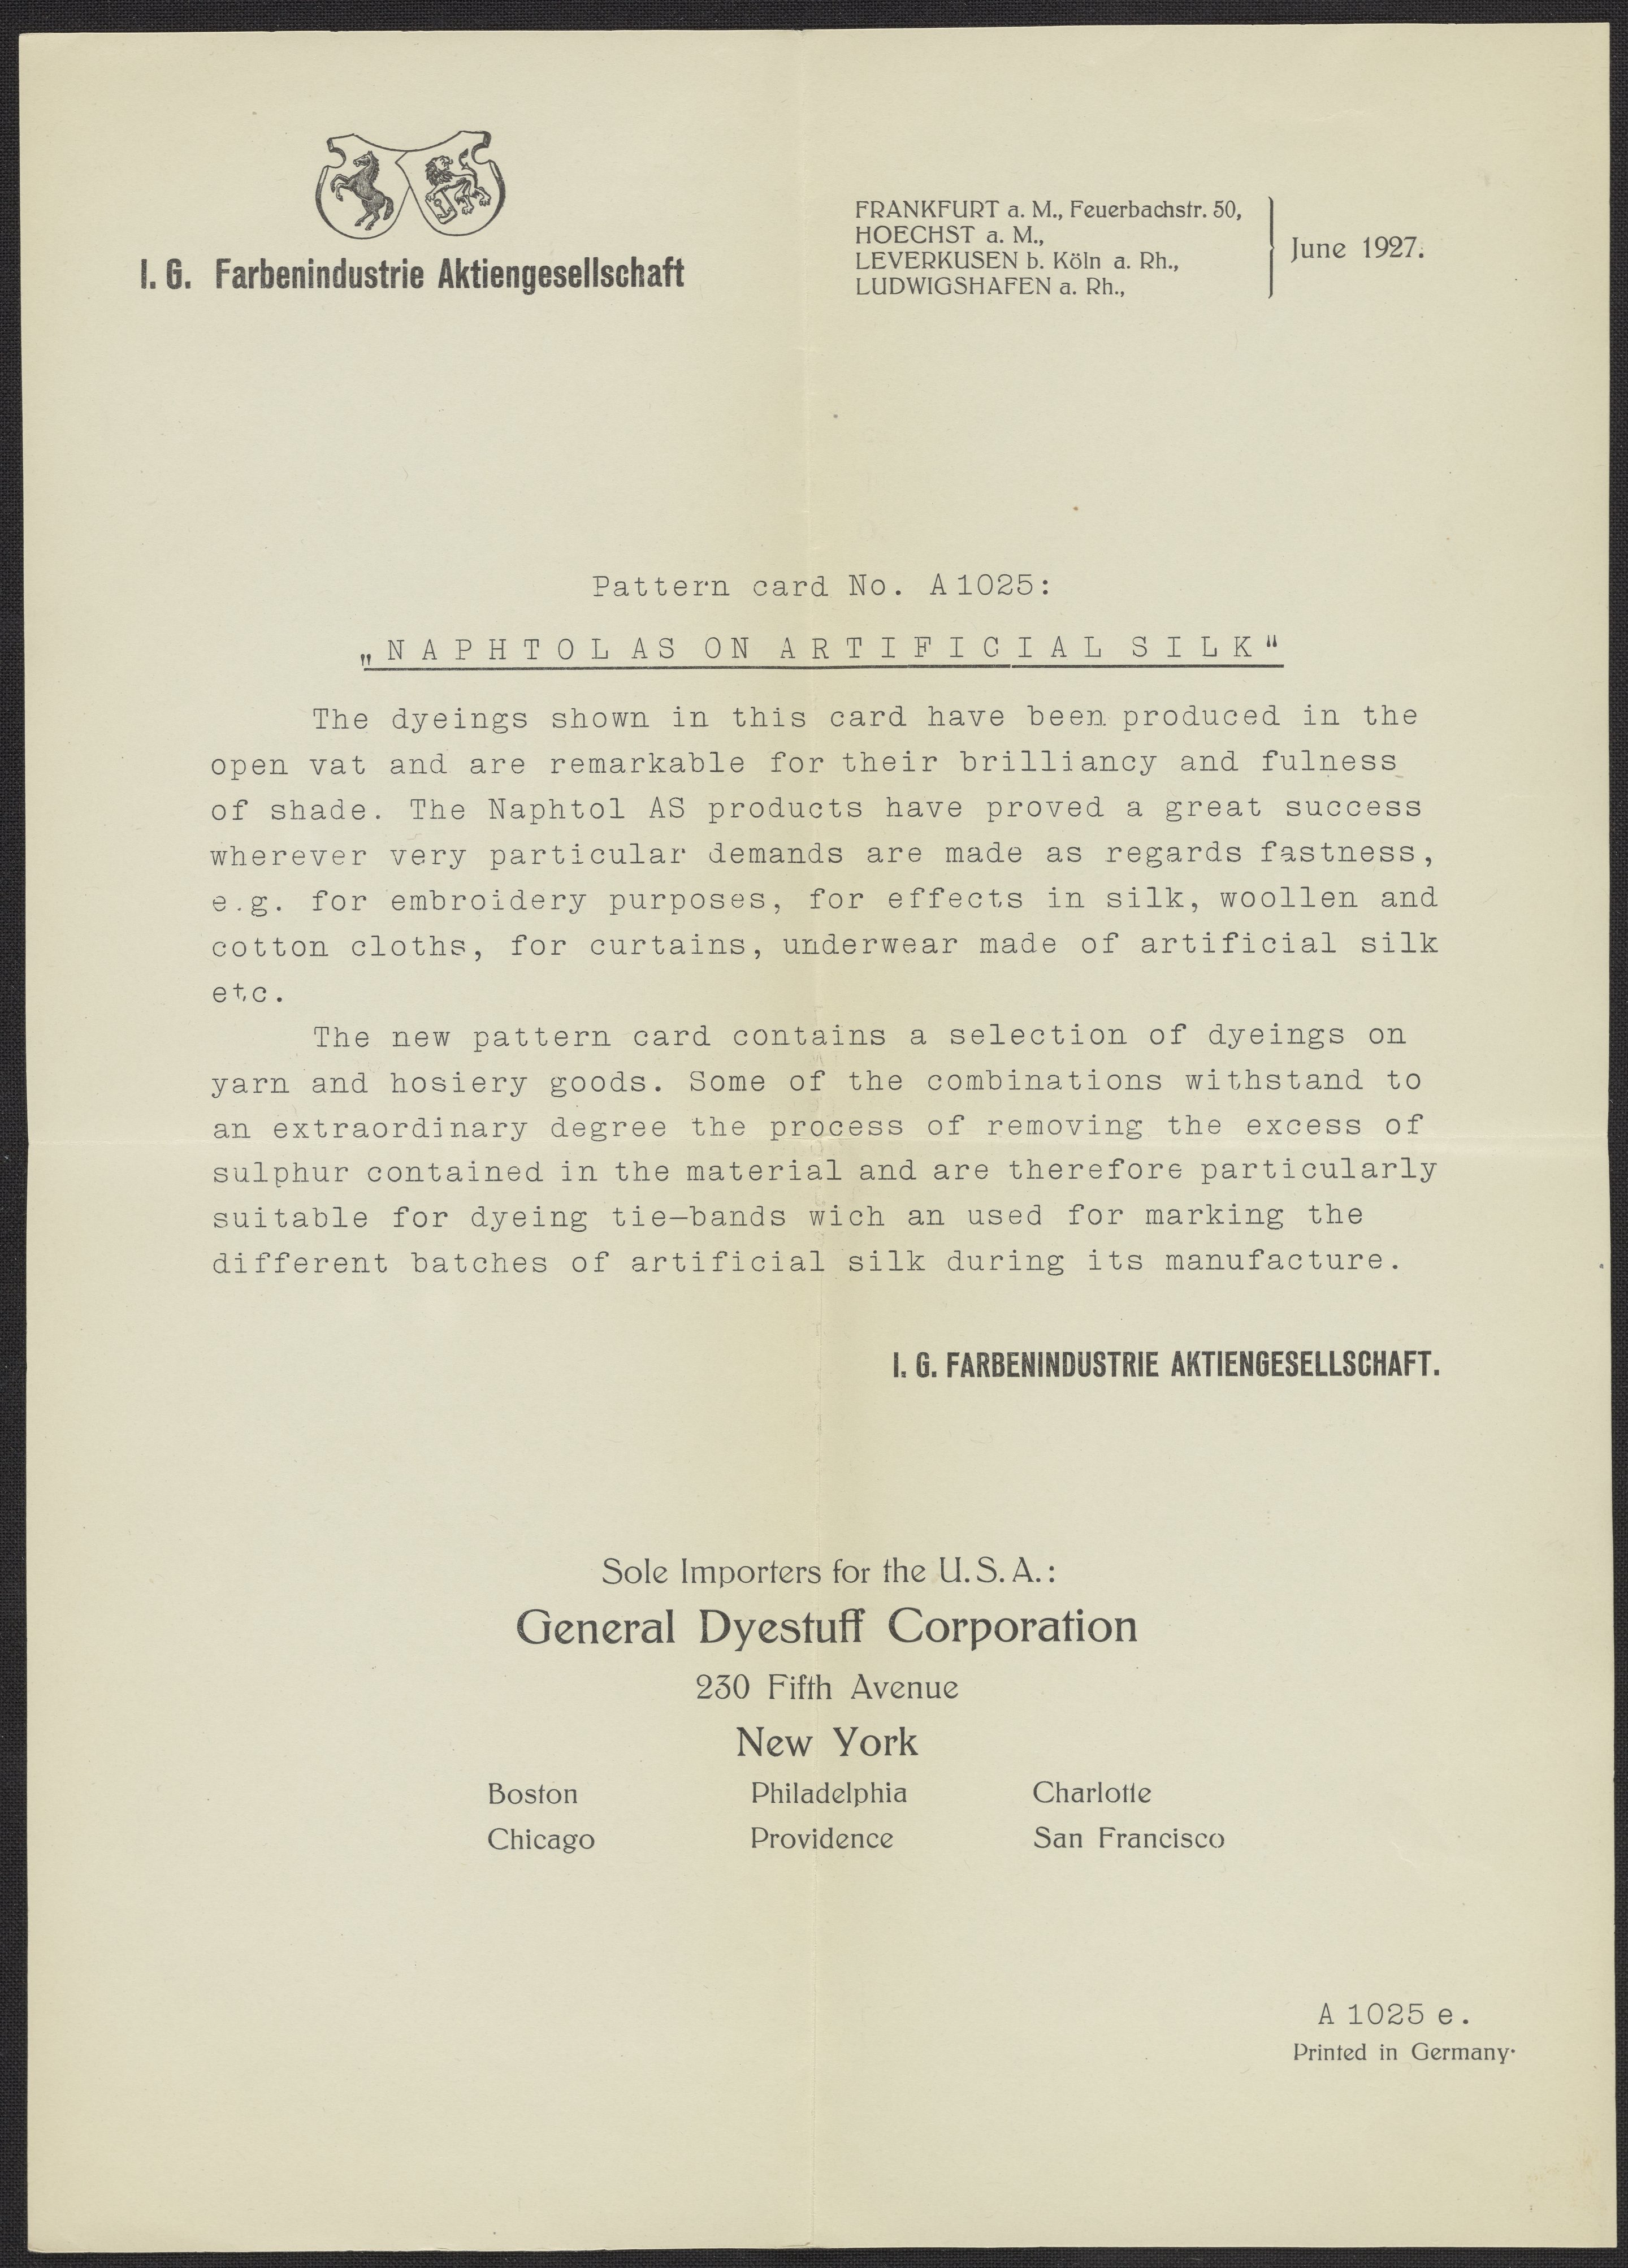 I. G. Farbenindustrie Aktiengesellschaft
FRANKFURT a. M., Feuerbachstr. 50,
HOECHST a. M.,
LEVERKUSEN b. Köln a. Rh.,
LUDWIGSHAFEN a. Rh.,
June 1927.
Pattern card No. A 1025:
„NAPHTOL AS ON ARTIFICIAL SILK“
The dyeings shown in this card have been produced in the
open vat and are remarkable for their brilliancy and fulness
of shade. The Naphtol AS products have proved a great success
wherever very particular demands are made as regards fastness,
e.g. for embroidery purposes, for effects in silk, woollen and
cotton cloths, for curtains, underwear made of artificial silk
etc.
The new pattern card contains a selection of dyeings on
yarn and hosiery goods. Some of the combinations withstand to
an extraordinary degree the process of removing the excess of
sulphur contained in the material and are therefore particularly
suitable for dyeing tie-bands wich an used for marking the
different batches of artificial silk during its manufacture.
I. G. FARBENINDUSTRIE AKTIENGESELLSCHAFT.
Sole Importers for the U. S. A. :
General Dyestuff Corporation
230 Fifth Avenue
New York
Boston Philadelphia Charlotte
Chicago Providence San Francisco
A 1025 e.
Printed in Germany.